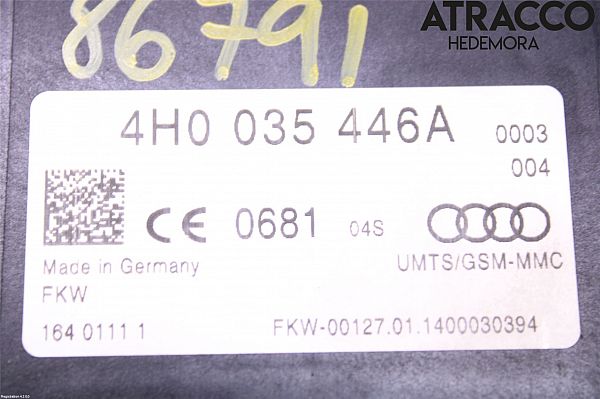 ATRACCO
HEDEMORA
86791
4H0 035 446A 0003
004
CE 0681 04S
Made in Germany UMTS/GSM-MMC
FKW
164 0111 1 FKW-00127.01.1400030394